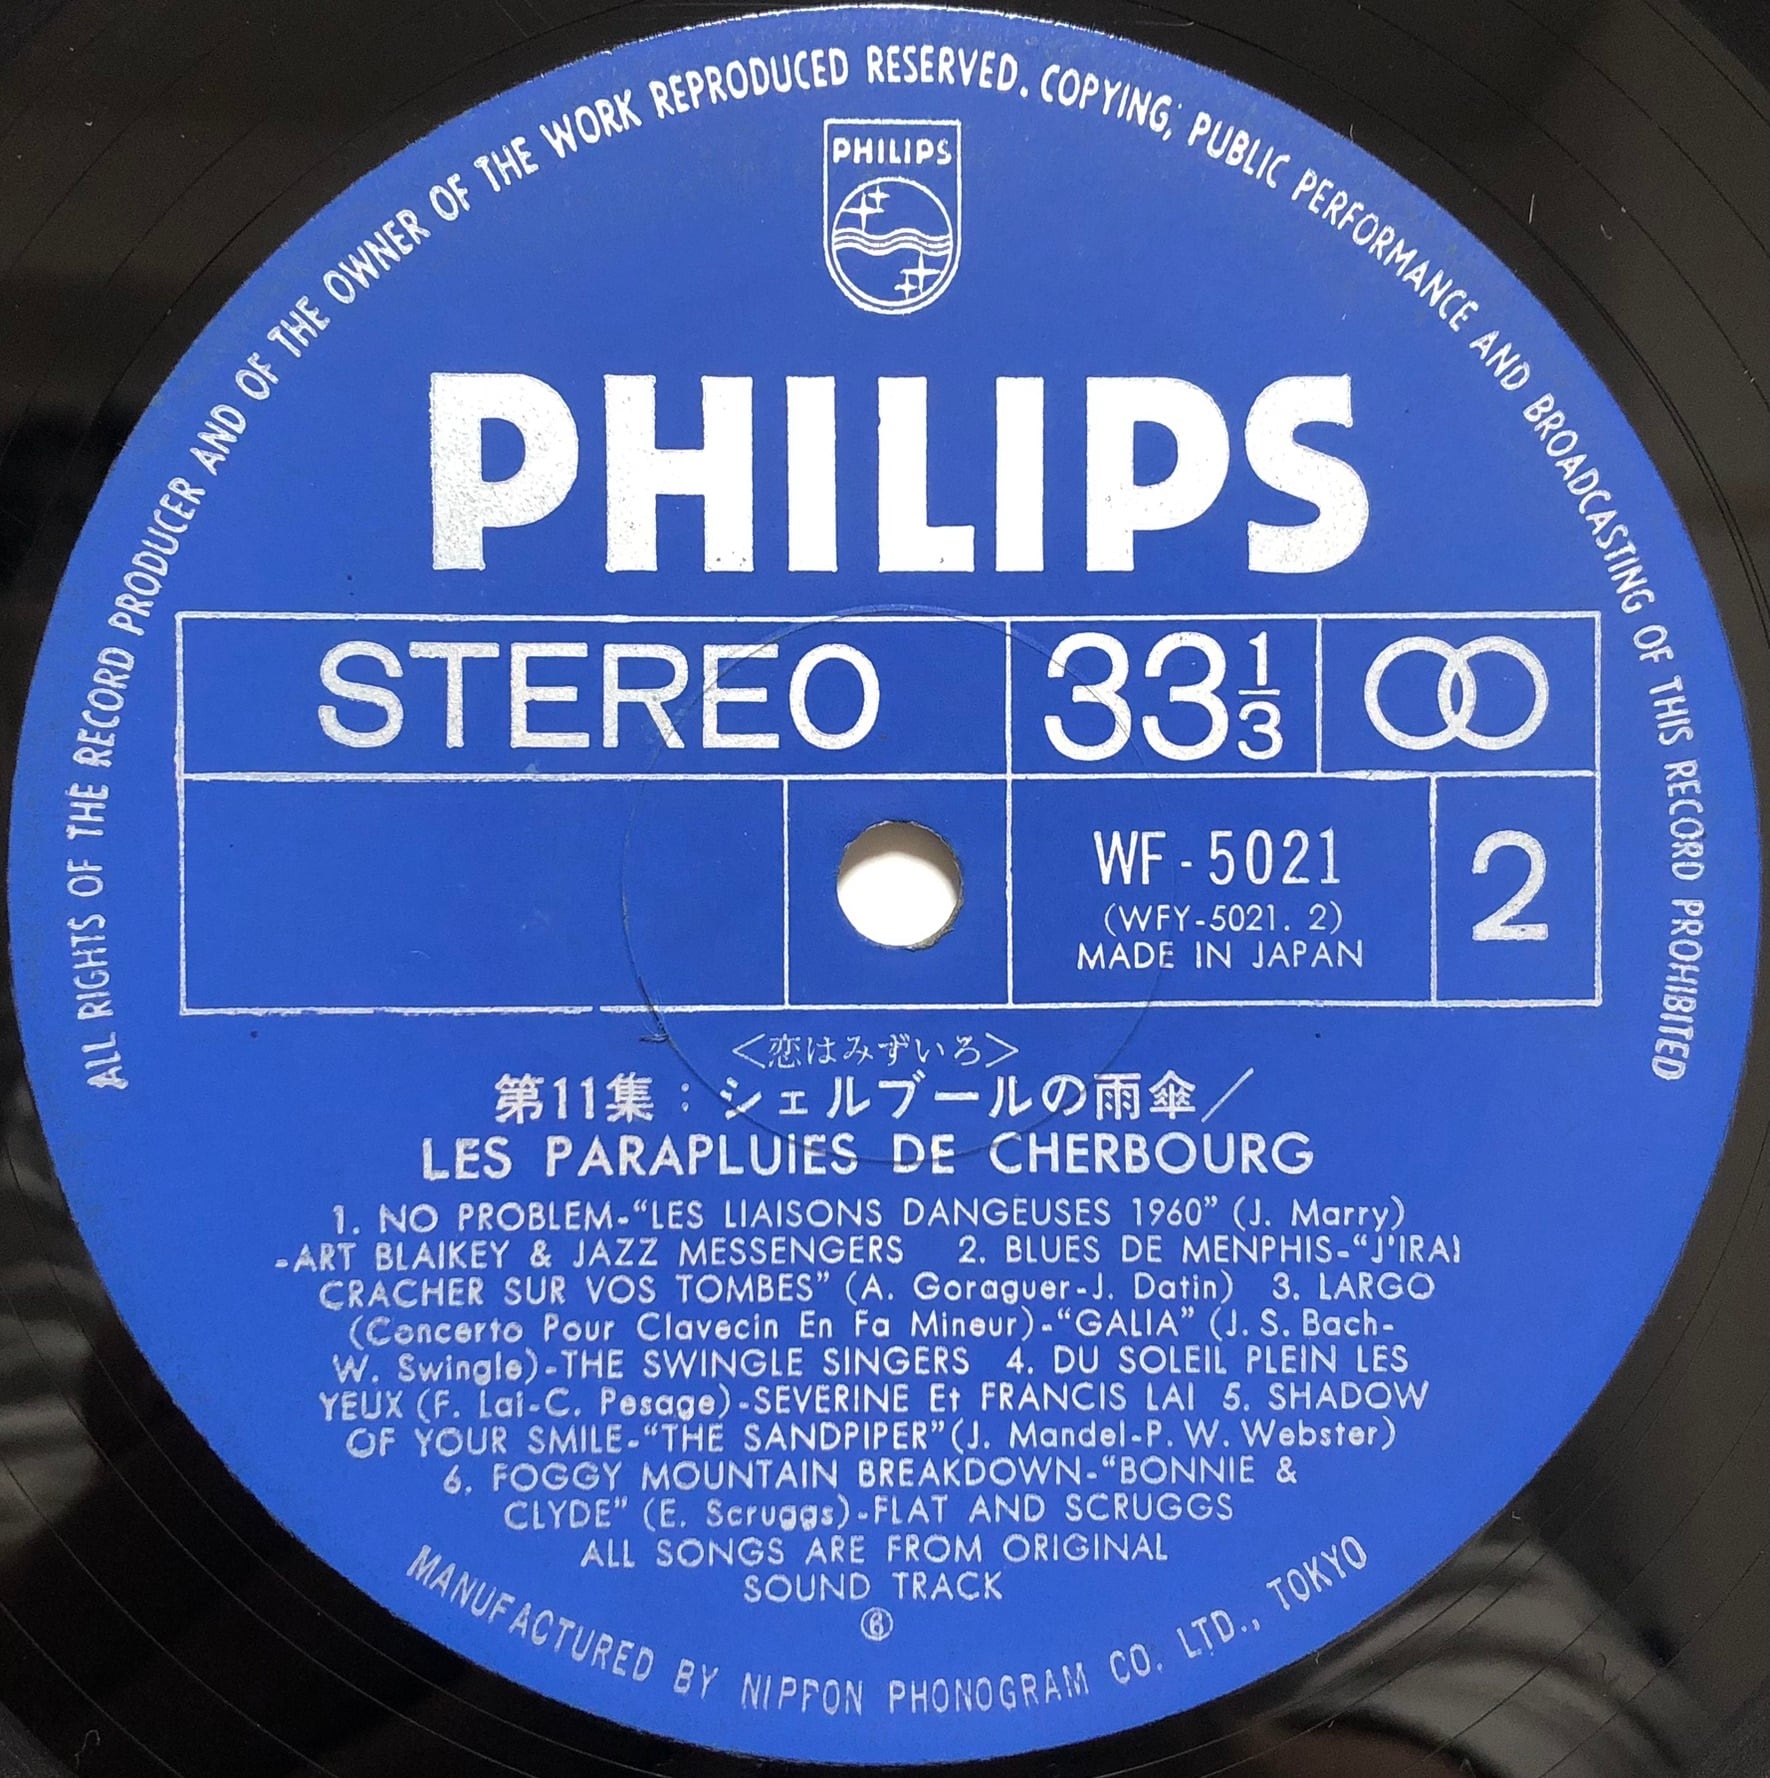 ALL RIGHTS OF THE RECORD PRODUCER AND OF THE OWNER OF THE WORK REPRODUCED RESERVED. COPYING, PUBLIC PERFORMANCE AND BROADCASTING OF THIS RECORD PROHIBITED
PHILIPS
PHILIPS
STEREO 33 1/3
WF-5021
(WFY-5021. 2)
MADE IN JAPAN
2
<恋はみずいろ>
第11集:シェルブールの雨傘/
LES PARAPLUIES DE CHERBOURG
1. NO PROBLEM-“LES LIAISONS DANGEUSES 1960” (J. Marry)
-ART BLAIKEY & JAZZ MESSENGERS 2. BLUES DE MENPHIS-“J'IRAI
CRACHER SUR VOS TOMBES” (A. Goraguer-J. Datin) 3. LARGO
(Concerto Pour Clavecin En Fa Mineur)-“GALIA” (J. S. Bach-
W. Swingle)-THE SWINGLE SINGERS 4. DU SOLEIL PLEIN LES
YEUX (F. Lai-C. Pesage)-SEVERINE Et FRANCIS LAI 5. SHADOW
OF YOUR SMILE-“THE SANDPIPER” (J. Mandel-P. W. Webster)
6. FOGGY MOUNTAIN BREAKDOWN-“BONNIE &
CLYDE” (E. Scruggs)-FLAT AND SCRUGGS
ALL SONGS ARE FROM ORIGINAL
SOUND TRACK
MANUFACTURED BY NIPPON PHONOGRAM CO. LTD., TOKYO